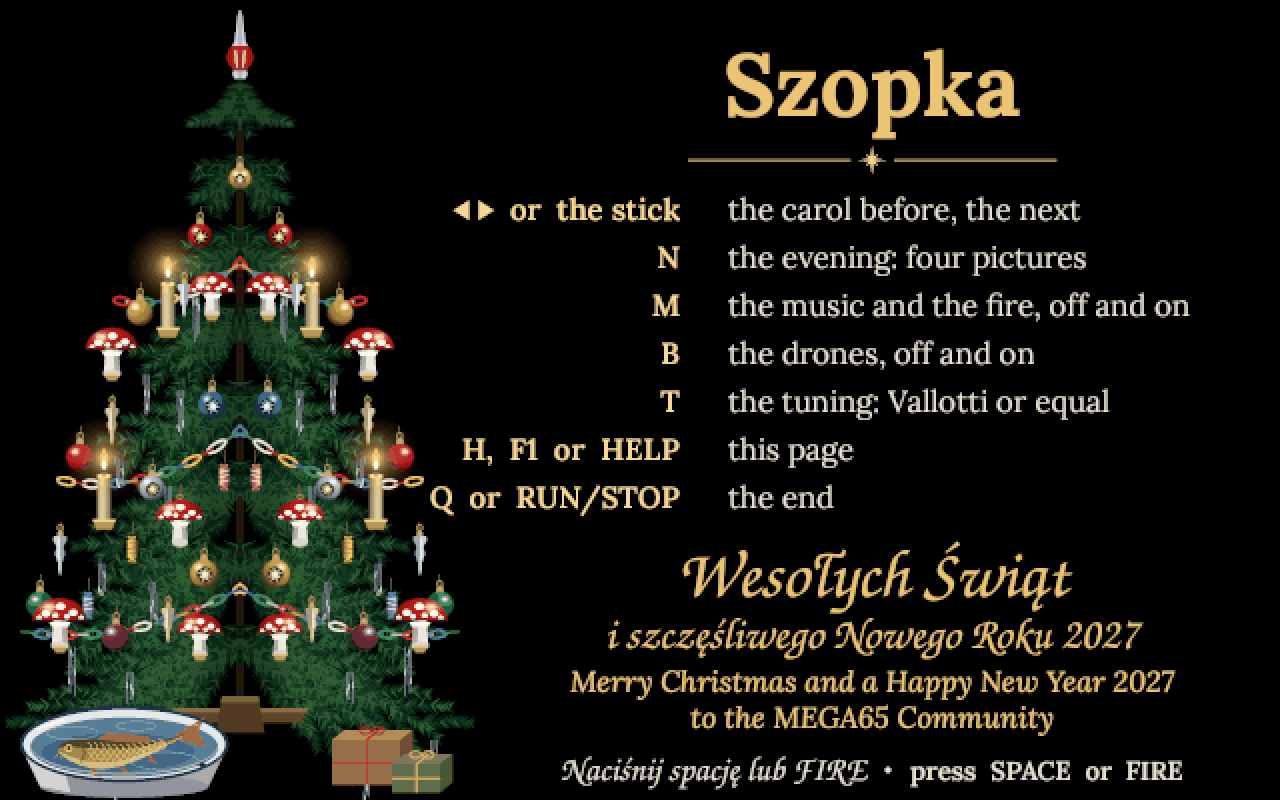 Szopka
◀▶ or the stick the carol before, the next
N the evening: four pictures
M the music and the fire, off and on
B the drones, off and on
T the tuning: Vallotti or equal
H, F1 or HELP this page
Q or RUN/STOP the end
Wesołych Świąt
i szczęśliwego Nowego Roku 2027
Merry Christmas and a Happy New Year 2027
to the MEGA65 Community
Naciśnij spację lub FIRE • press SPACE or FIRE